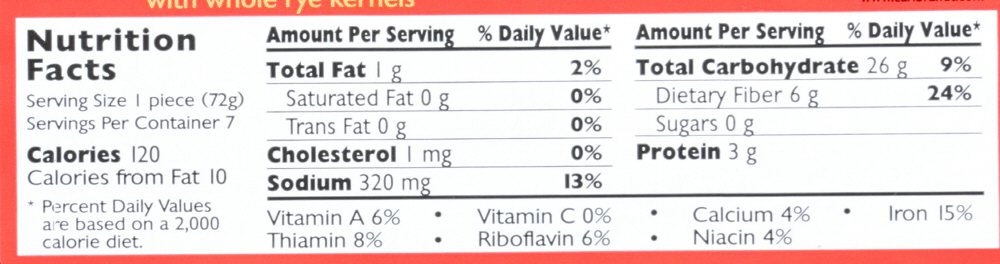 with whole rye kernels
Nutrition
Facts
Serving Size 1 piece (72g)
Servings Per Container 7
Calories 120
Calories from Fat 10
* Percent Daily Values
are based on a 2,000
calorie diet.
Amount Per Serving % Daily Value*
Total Fat 1 g 2%
Saturated Fat 0 g 0%
Trans Fat 0 g 0%
Cholesterol 1 mg 0%
Sodium 320 mg 13%
Amount Per Serving % Daily Value*
Total Carbohydrate 26 g 9%
Dietary Fiber 6 g 24%
Sugars 0 g
Protein 3 g
Vitamin A 6% • Vitamin C 0% • Calcium 4% • Iron 15%
Thiamin 8% • Riboflavin 6% • Niacin 4%